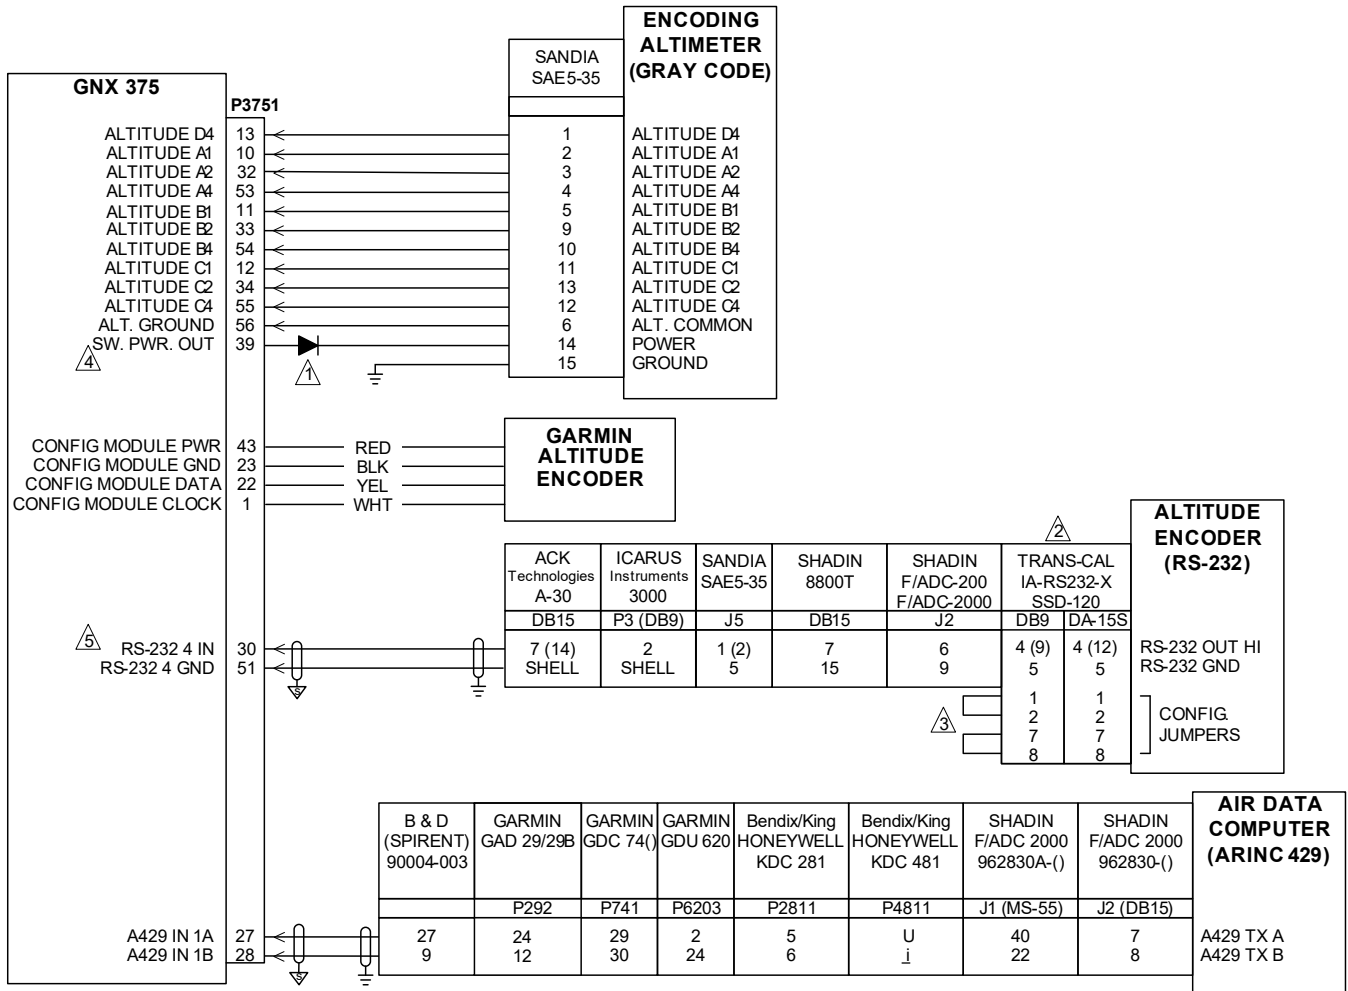 ENCODING
ALTIMETER
(GRAY CODE)
SANDIA
SAE5-35
GNX 375
P3751
ALTITUDE D4 13 1 ALTITUDE D4
ALTITUDE A1 10 2 ALTITUDE A1
ALTITUDE A2 32 3 ALTITUDE A2
ALTITUDE A4 53 4 ALTITUDE A4
ALTITUDE B1 11 5 ALTITUDE B1
ALTITUDE B2 33 9 ALTITUDE B2
ALTITUDE B4 54 10 ALTITUDE B4
ALTITUDE C1 12 11 ALTITUDE C1
ALTITUDE C2 34 13 ALTITUDE C2
ALTITUDE C4 55 12 ALTITUDE C4
ALT. GROUND 56 6 ALT. COMMON
SW. PWR. OUT 39 14 POWER
4 1 15 GROUND
CONFIG MODULE PWR 43 RED
CONFIG MODULE GND 23 BLK
CONFIG MODULE DATA 22 YEL
CONFIG MODULE CLOCK 1 WHT
GARMIN
ALTITUDE
ENCODER
ALTITUDE
ENCODER
(RS-232)
2
ACK
Technologies
A-30
ICARUS
Instruments
3000
SANDIA
SAE5-35
SHADIN
8800T
SHADIN
F/ADC-200
F/ADC-2000
TRANS-CAL
IA-RS232-X
SSD-120
DB15 P3 (DB9) J5 DB15 J2 DB9 DA-15S
5 RS-232 4 IN 30 7 (14) 2 1 (2) 7 6 4 (9) 4 (12) RS-232 OUT HI
RS-232 4 GND 51 SHELL SHELL 5 15 9 5 5 RS-232 GND
S
1 1
3 2 2 CONFIG.
7 7 JUMPERS
8 8
AIR DATA
COMPUTER
(ARINC 429)
B & D
(SPIRENT)
90004-003
GARMIN
GAD 29/29B
GARMIN
GDC 74()
GARMIN
GDU 620
Bendix/King
HONEYWELL
KDC 281
Bendix/King
HONEYWELL
KDC 481
SHADIN
F/ADC 2000
962830A-()
SHADIN
F/ADC 2000
962830-()
P292 P741 P6203 P2811 P4811 J1 (MS-55) J2 (DB15)
A429 IN 1A 27 27 24 29 2 5 U 40 7 A429 TX A
A429 IN 1B 28 9 12 30 24 6 i 22 8 A429 TX B
S